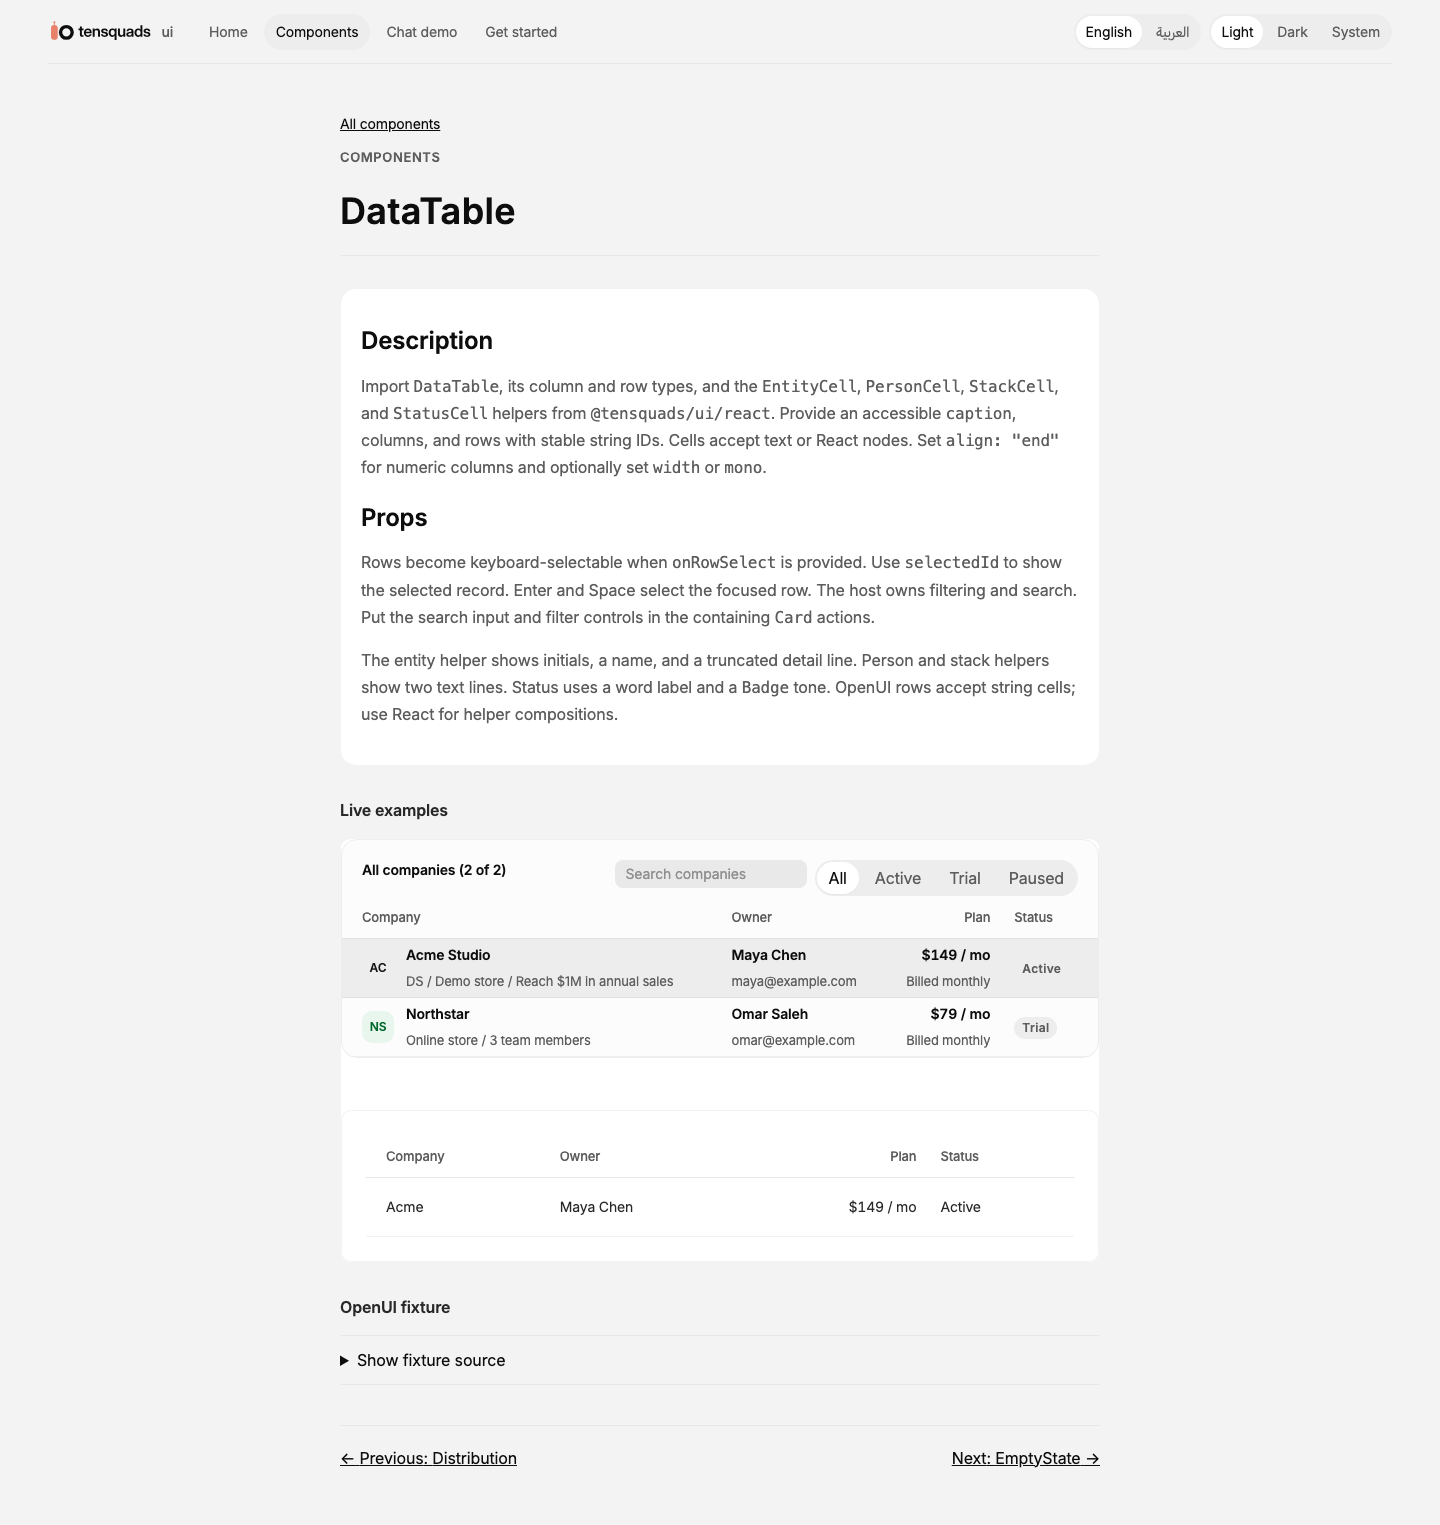 tensquads ui Home Components Chat demo Get started English العربية Light Dark System
All components
COMPONENTS
DataTable
Description
Import DataTable, its column and row types, and the EntityCell, PersonCell, StackCell,
and StatusCell helpers from @tensquads/ui/react. Provide an accessible caption,
columns, and rows with stable string IDs. Cells accept text or React nodes. Set align: "end"
for numeric columns and optionally set width or mono.
Props
Rows become keyboard-selectable when onRowSelect is provided. Use selectedId to show
the selected record. Enter and Space select the focused row. The host owns filtering and search.
Put the search input and filter controls in the containing Card actions.
The entity helper shows initials, a name, and a truncated detail line. Person and stack helpers
show two text lines. Status uses a word label and a Badge tone. OpenUI rows accept string cells;
use React for helper compositions.
Live examples
All companies (2 of 2) Search companies All Active Trial Paused
Company Owner Plan Status
AC Acme Studio Maya Chen $149 / mo Active
DS / Demo store / Reach $1M in annual sales maya@example.com Billed monthly
NS Northstar Omar Saleh $79 / mo Trial
Online store / 3 team members omar@example.com Billed monthly
Company Owner Plan Status
Acme Maya Chen $149 / mo Active
OpenUI fixture
▶ Show fixture source
← Previous: Distribution Next: EmptyState →